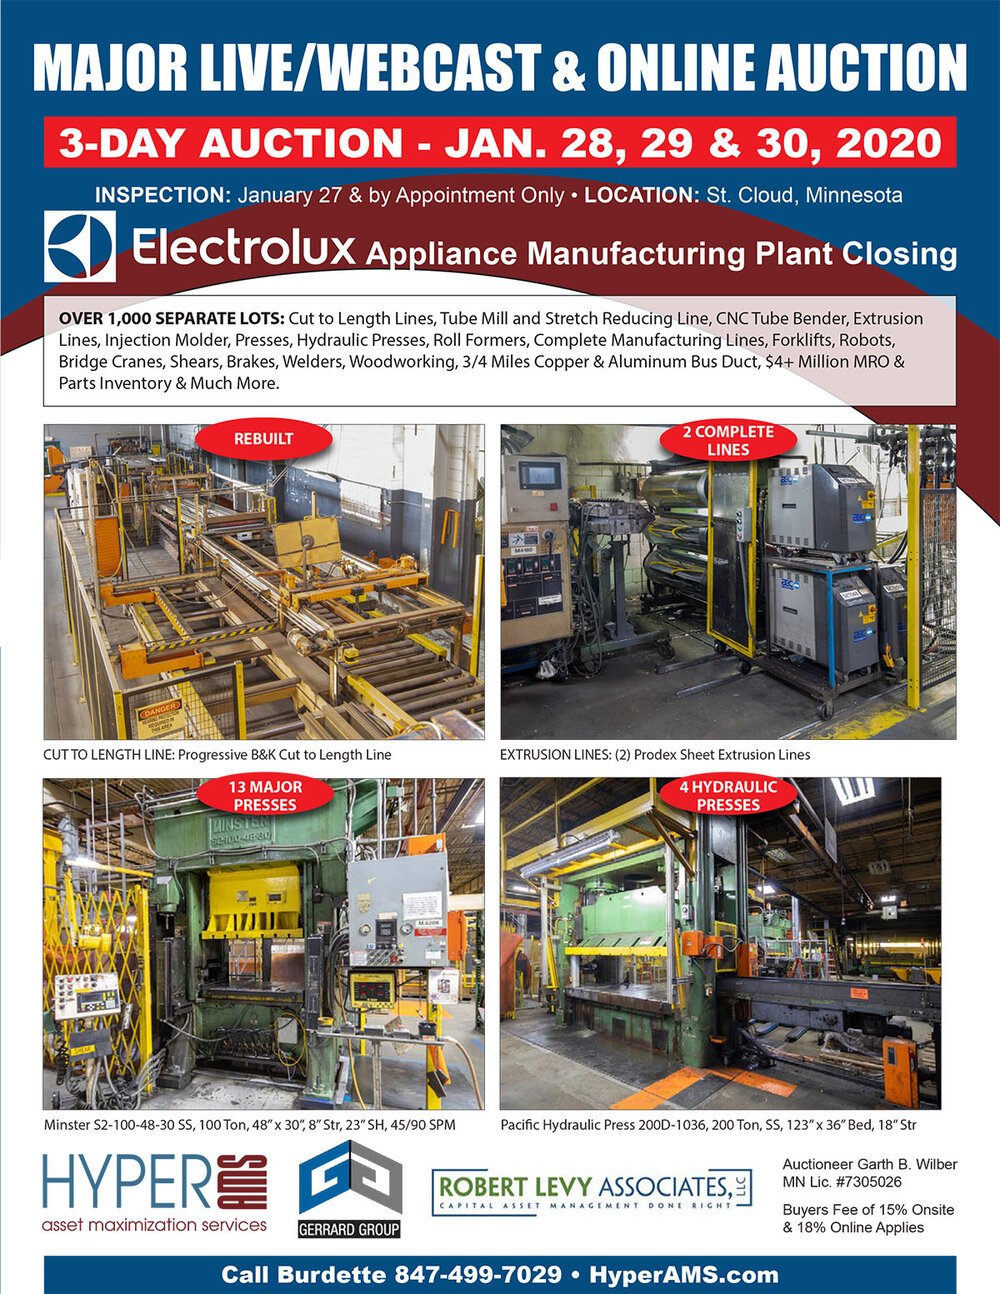 MAJOR LIVE/WEBCAST & ONLINE AUCTION
3-DAY AUCTION - JAN. 28, 29 & 30, 2020
INSPECTION: January 27 & by Appointment Only • LOCATION: St. Cloud, Minnesota
Electrolux Appliance Manufacturing Plant Closing
OVER 1,000 SEPARATE LOTS: Cut to Length Lines, Tube Mill and Stretch Reducing Line, CNC Tube Bender, Extrusion
Lines, Injection Molder, Presses, Hydraulic Presses, Roll Formers, Complete Manufacturing Lines, Forklifts, Robots,
Bridge Cranes, Shears, Brakes, Welders, Woodworking, 3/4 Miles Copper & Aluminum Bus Duct, $4+ Million MRO &
Parts Inventory & Much More.
REBUILT
DANGER
CUT TO LENGTH LINE: Progressive B&K Cut to Length Line
2 COMPLETE
LINES
M4160
EXTRUSION LINES: (2) Prodex Sheet Extrusion Lines
13 MAJOR
PRESSES
MINSTER
S2-100-48-30
M-6206
Minster S2-100-48-30 SS, 100 Ton, 48” x 30”, 8” Str, 23” SH, 45/90 SPM
4 HYDRAULIC
PRESSES
Pacific Hydraulic Press 200D-1036, 200 Ton, SS, 123” x 36” Bed, 18” Str
HYPER AMS
asset maximization services
GG
GERRARD GROUP
ROBERT LEVY ASSOCIATES, LLC
CAPITAL ASSET MANAGEMENT DONE RIGHT
Auctioneer Garth B. Wilber
MN Lic. #7305026
Buyers Fee of 15% Onsite
& 18% Online Applies
Call Burdette 847-499-7029 • HyperAMS.com